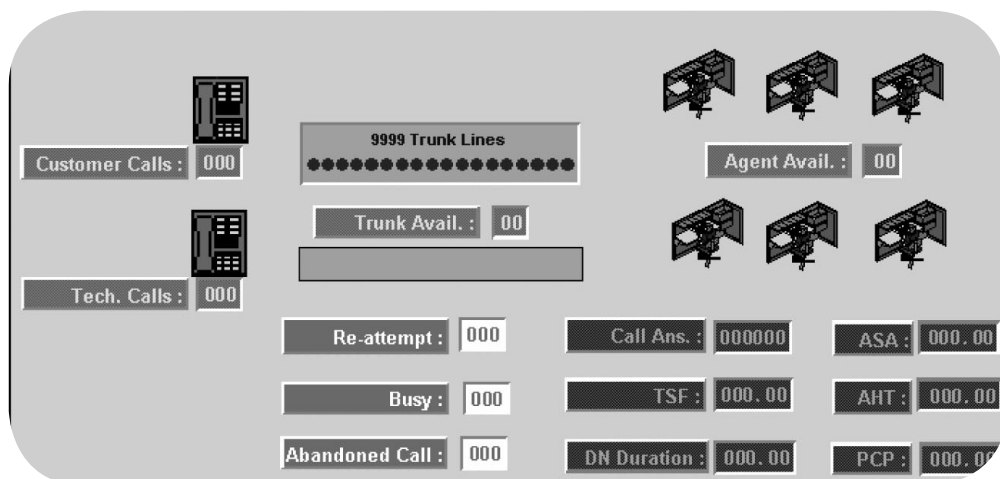 9999 Trunk Lines
Customer Calls : 000
Agent Avail. : 00
Trunk Avail. : 00
Tech. Calls : 000
Re-attempt : 000
Call Ans. : 000000
ASA : 000.00
Busy : 000
TSF : 000.00
AHT : 000.00
Abandoned Call : 000
DN Duration : 000.00
PCP : 000.00